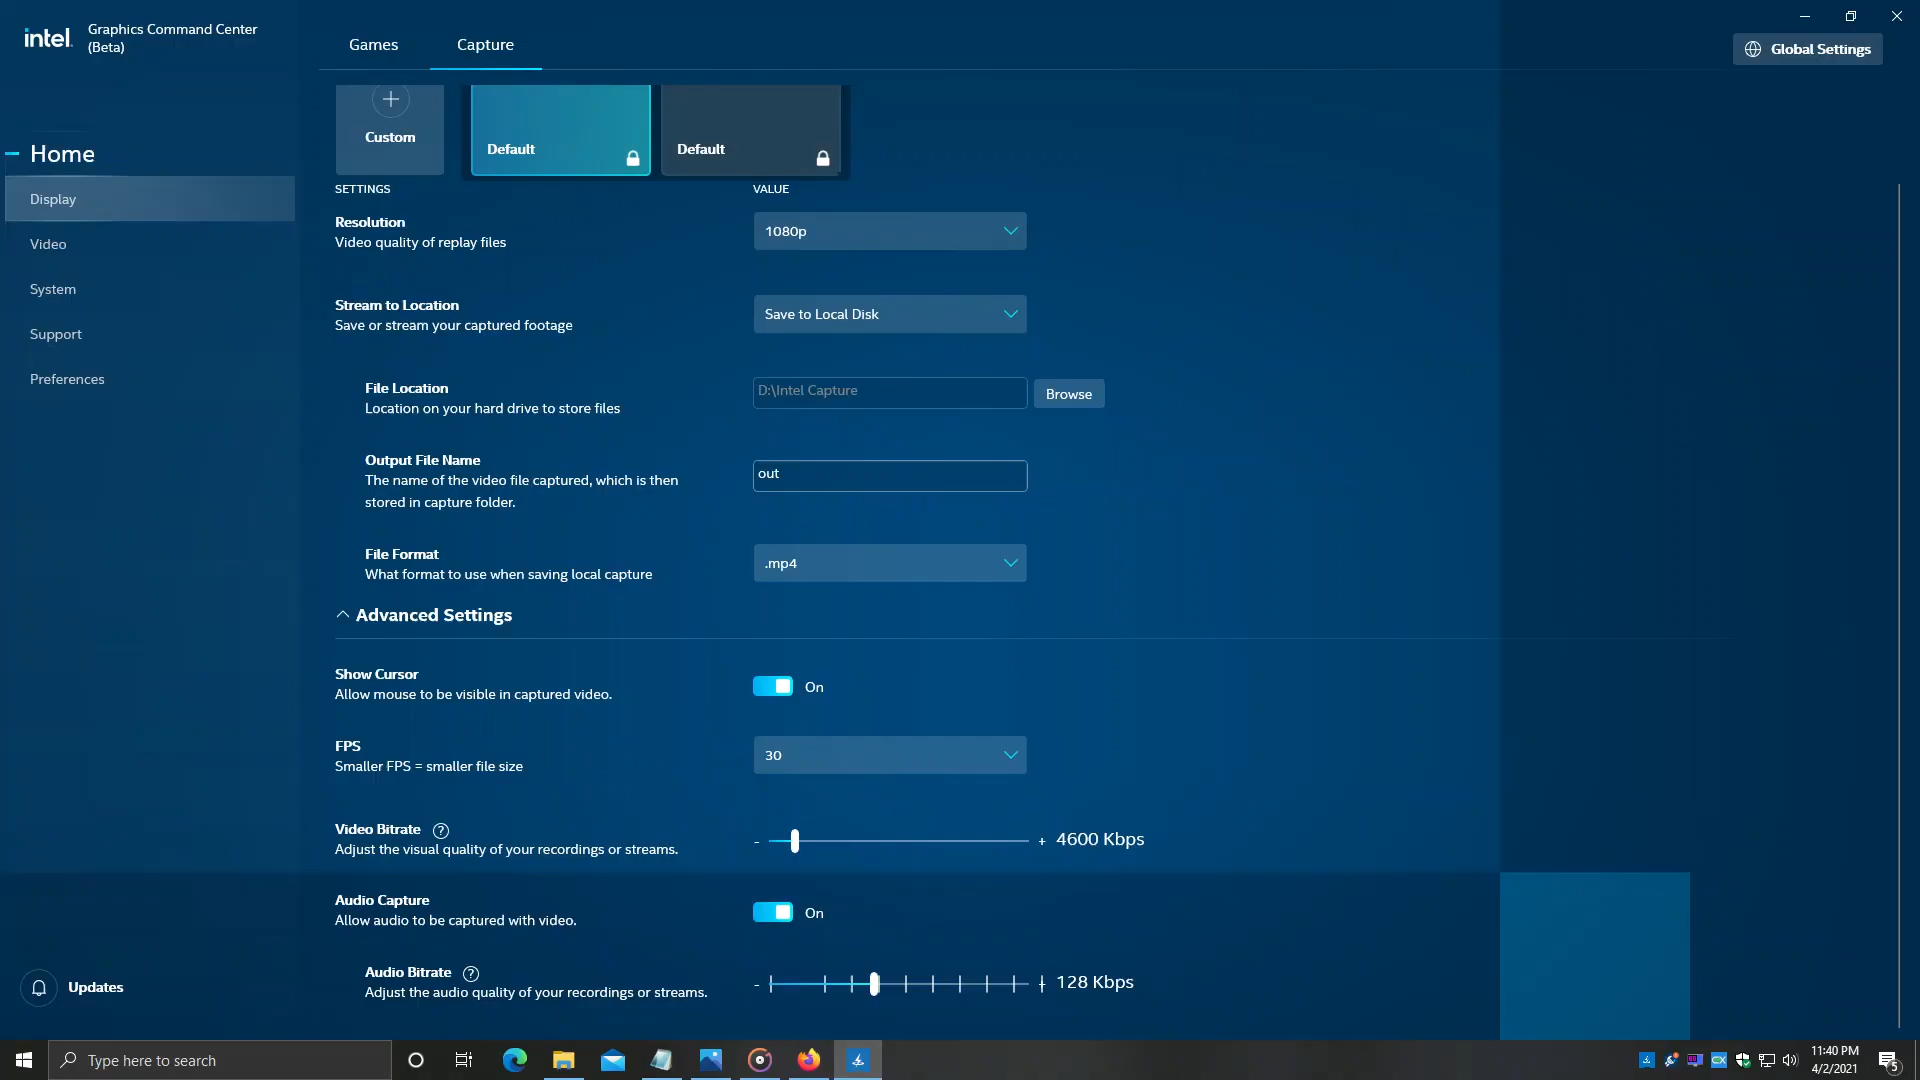 intel.
Graphics Command Center
(Beta)
Games
Capture
Global Settings
Home
Display
Video
System
Support
Preferences
Updates
Custom
Default
Default
SETTINGS
VALUE
Resolution
Video quality of replay files
1080p
Stream to Location
Save or stream your captured footage
Save to Local Disk
File Location
Location on your hard drive to store files
D:\Intel Capture
Browse
Output File Name
The name of the video file captured, which is then
stored in capture folder.
out
File Format
What format to use when saving local capture
.mp4
Advanced Settings
Show Cursor
Allow mouse to be visible in captured video.
On
FPS
Smaller FPS = smaller file size
30
Video Bitrate ?
Adjust the visual quality of your recordings or streams.
- + 4600 Kbps
Audio Capture
Allow audio to be captured with video.
On
Audio Bitrate ?
Adjust the audio quality of your recordings or streams.
- + 128 Kbps
Type here to search
11:40 PM
4/2/2021
5